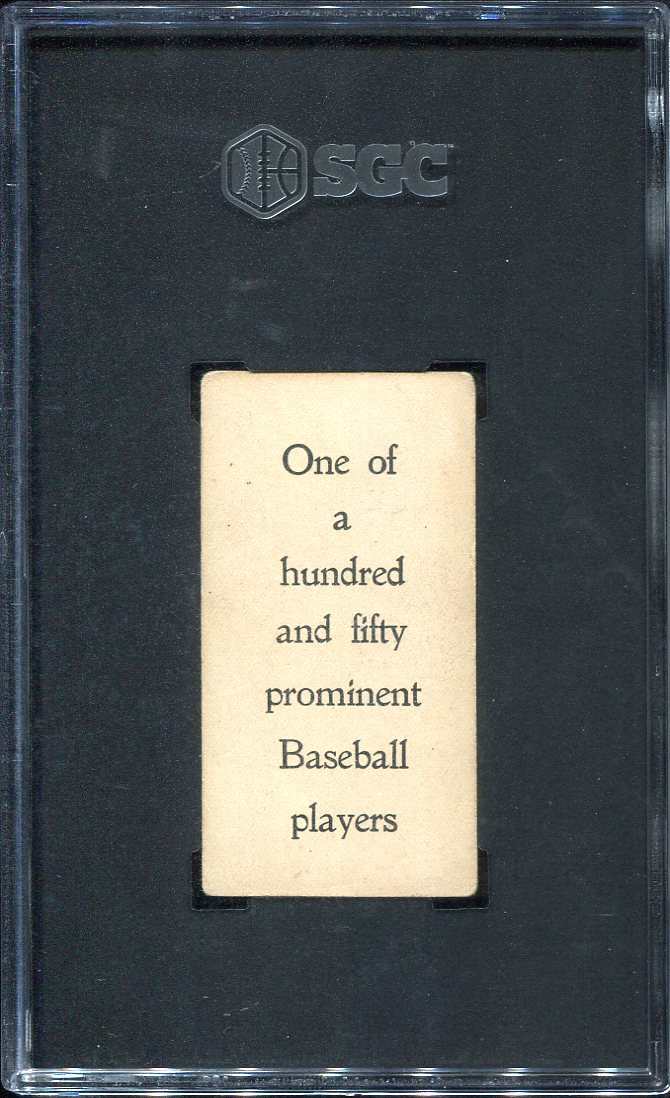 SGC
One of
a
hundred
and fifty
prominent
Baseball
players